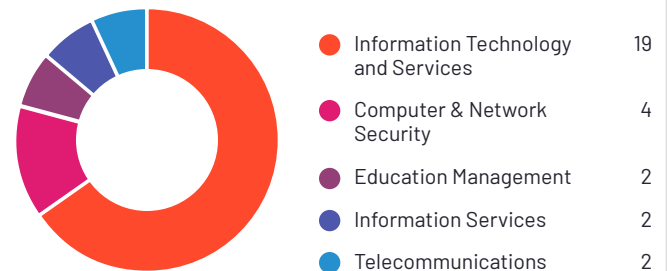 Information Technology 19
and Services
Computer & Network 4
Security
Education Management 2
Information Services 2
Telecommunications 2